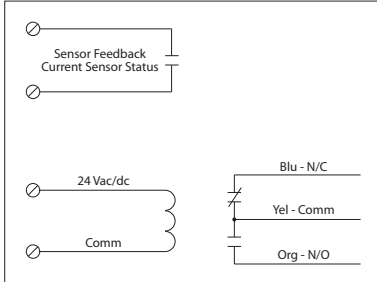 Sensor Feedback
Current Sensor Status
24 Vac/dc
Comm
Blu - N/C
Yel - Comm
Org - N/O